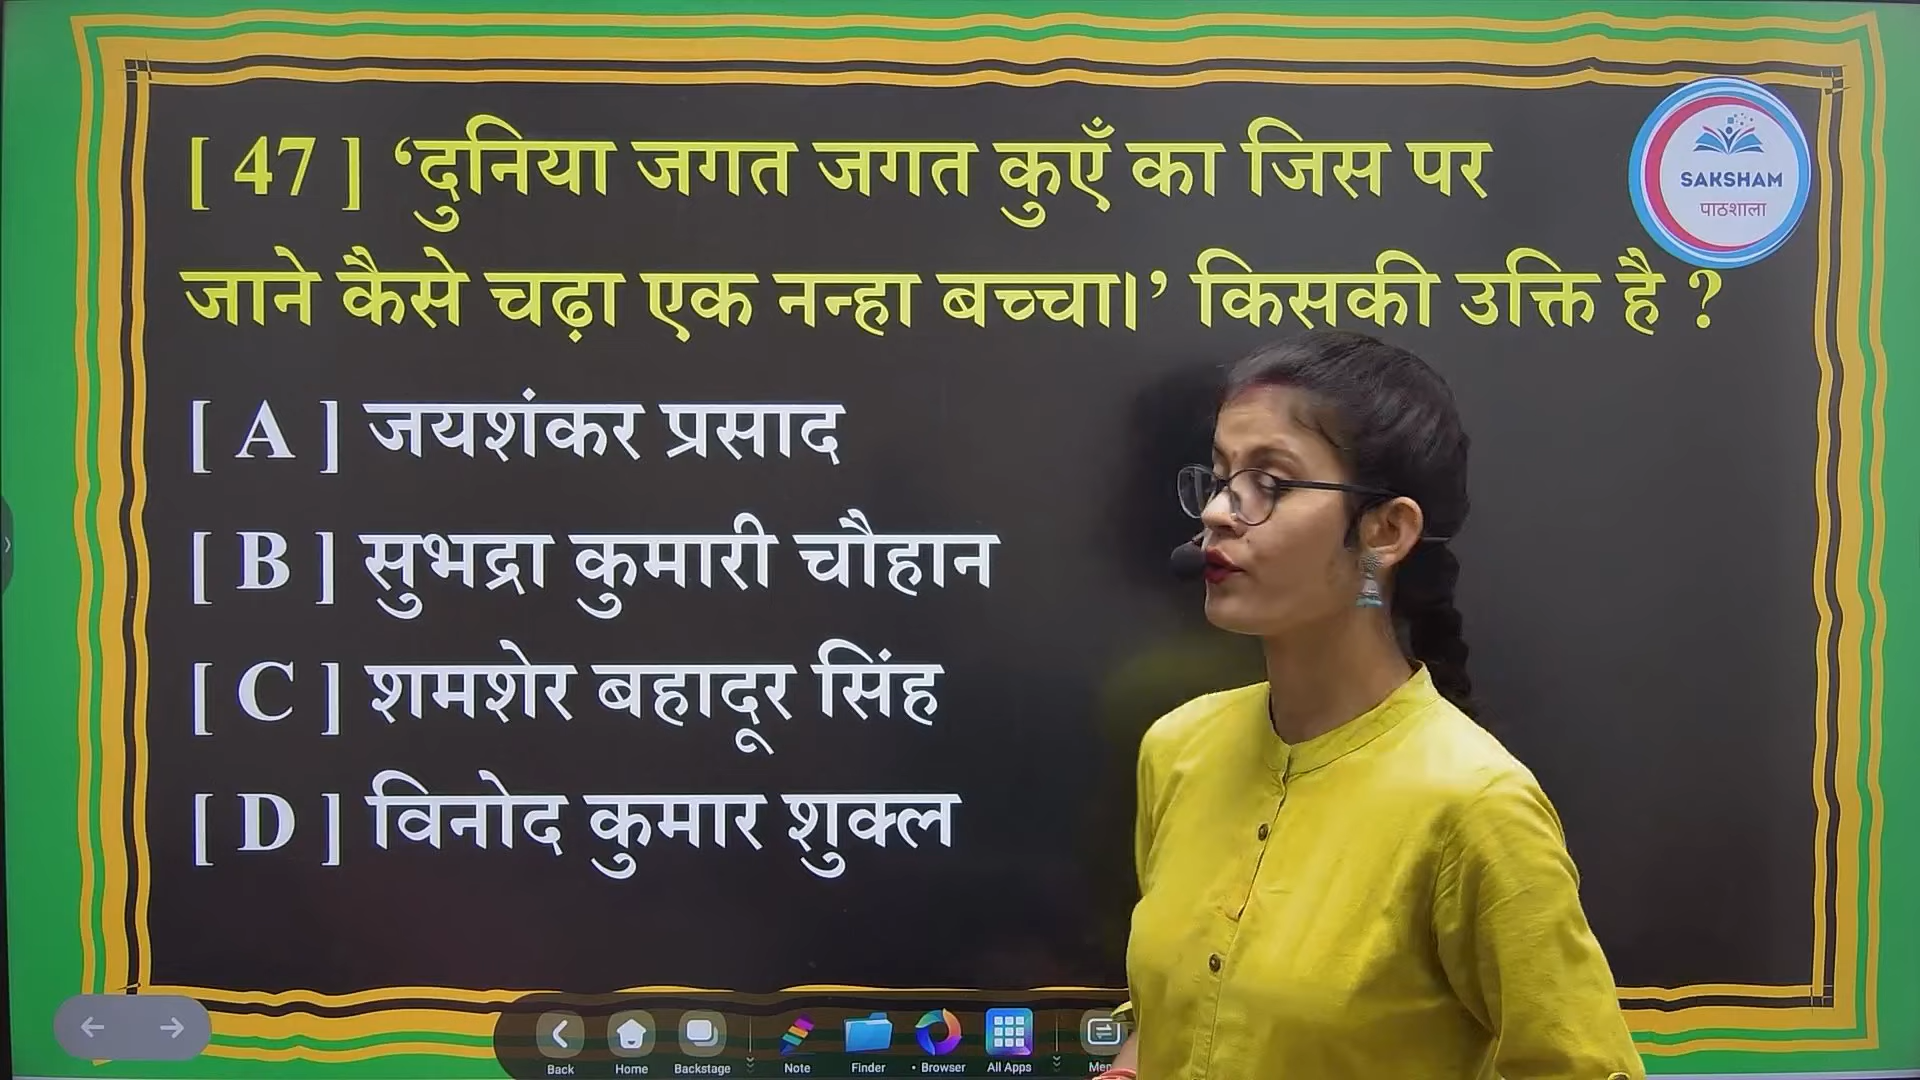 [ 47 ] ‘दुनिया जगत जगत कुएँ का जिस पर
जाने कैसे चढ़ा एक नन्हा बच्चा।’ किसकी उक्ति है ?
[ A ] जयशंकर प्रसाद
[ B ] सुभद्रा कुमारी चौहान
[ C ] शमशेर बहादूर सिंह
[ D ] विनोद कुमार शुक्ल
SAKSHAM
पाठशाला
Back
Home
Backstage
Note
Finder
Browser
All Apps